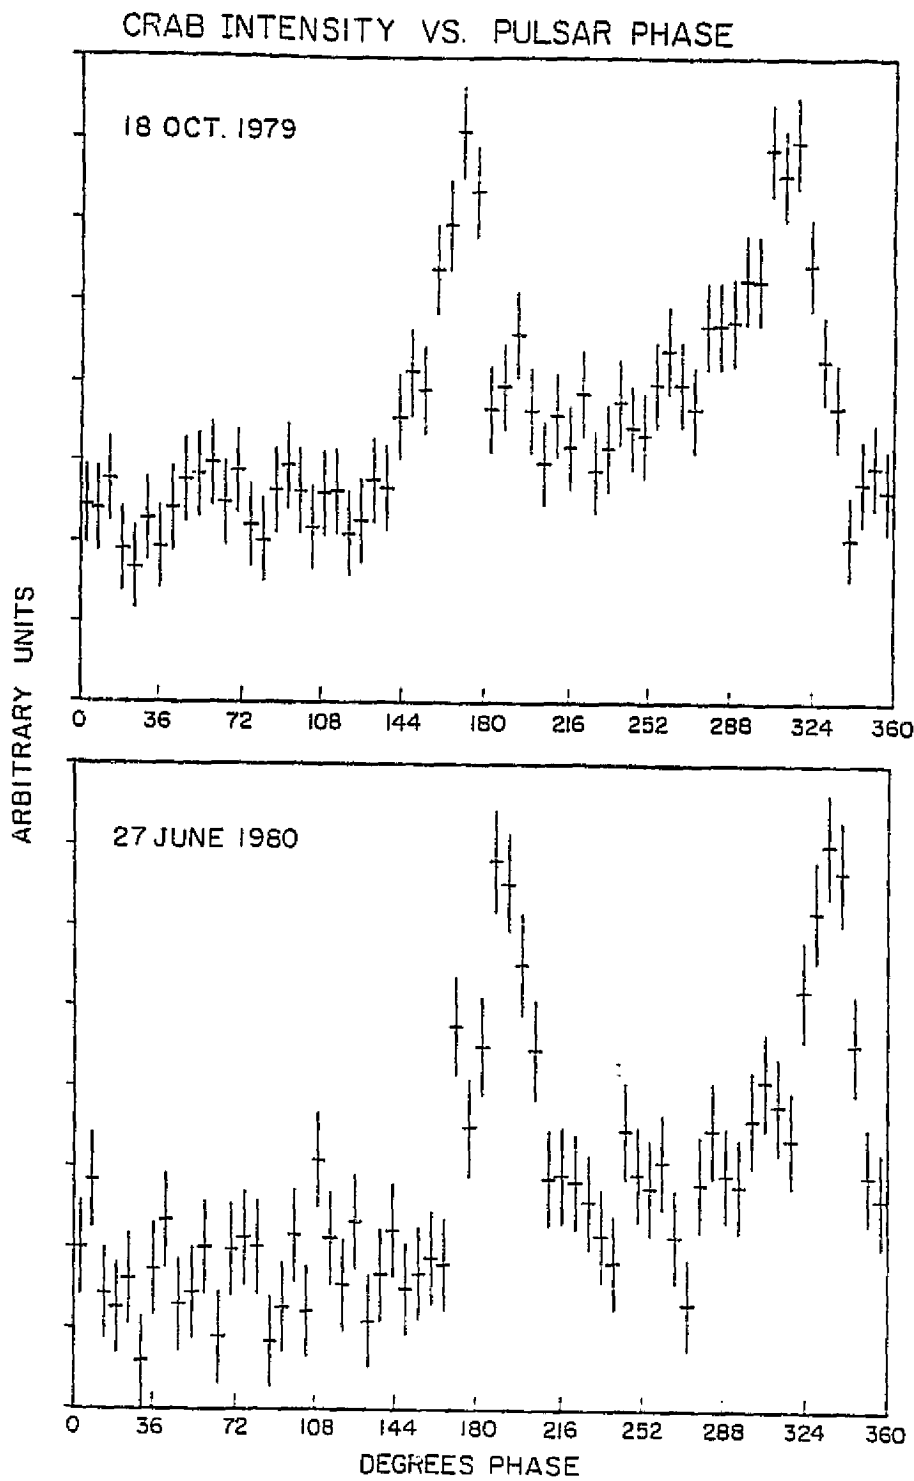 CRAB INTENSITY VS. PULSAR PHASE
18 OCT. 1979
0 36 72 108 144 180 216 252 288 324 360
ARBITRARY UNITS
27 JUNE 1980
0 36 72 108 144 180 216 252 288 324 360
DEGREES PHASE